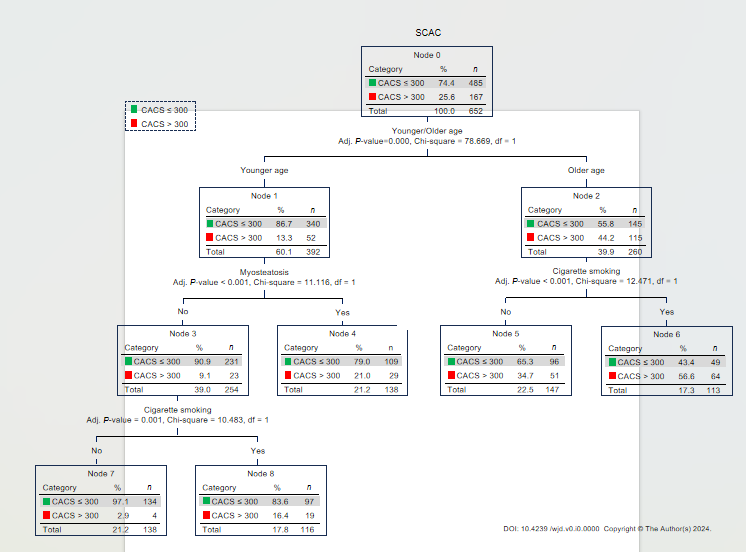 SCAC
Node 0
Category % n
CACS ≤ 300 74.4 485
CACS > 300 25.6 167
Total 100.0 652
CACS ≤ 300
CACS > 300
Younger/Older age
Adj. P-value=0.000, Chi-square = 78.669, df = 1
Younger age Older age
Node 1 Node 2
Category % n Category % n
CACS ≤ 300 86.7 340 CACS ≤ 300 55.8 145
CACS > 300 13.3 52 CACS > 300 44.2 115
Total 60.1 392 Total 39.9 260
Myosteatosis Cigarette smoking
Adj. P-value < 0.001, Chi-square = 11.116, df = 1 Adj. P-value < 0.001, Chi-square = 12.471, df = 1
No Yes No Yes
Node 3 Node 4 Node 5 Node 6
Category % n Category % n Category % n Category % n
CACS ≤ 300 90.9 231 CACS ≤ 300 79.0 109 CACS ≤ 300 65.3 96 CACS ≤ 300 43.4 49
CACS > 300 9.1 23 CACS > 300 21.0 29 CACS > 300 34.7 51 CACS > 300 56.6 64
Total 39.0 254 Total 21.2 138 Total 22.5 147 Total 17.3 113
Cigarette smoking
Adj. P-value = 0.001, Chi-square = 10.483, df = 1
No Yes
Node 7 Node 8
Category % n Category % n
CACS ≤ 300 97.1 134 CACS ≤ 300 83.6 97
CACS > 300 2.9 4 CACS > 300 16.4 19
Total 21.2 138 Total 17.8 116
DOI: 10.4239 /wjd.v0.i0.0000 Copyright © The Author(s) 2024.